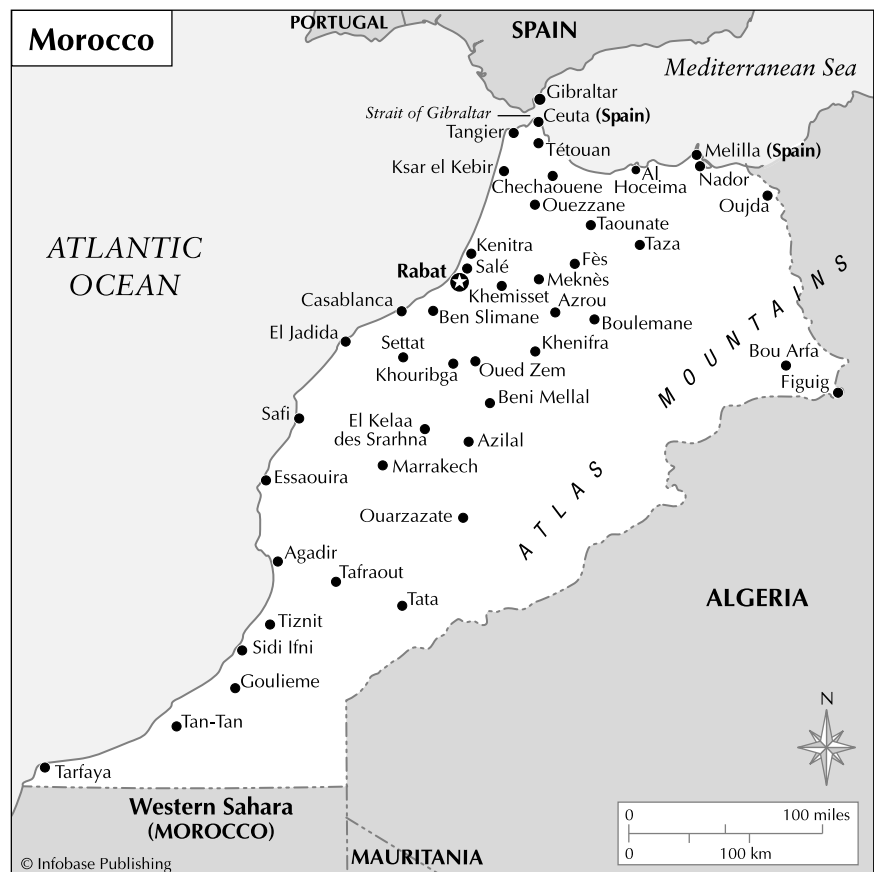 Morocco
PORTUGAL
SPAIN
Mediterranean Sea
Gibraltar
Strait of Gibraltar
Ceuta (Spain)
Tangier
Tétouan
Melilla (Spain)
Ksar el Kebir
Chechaouene
Al
Hoceima
Nador
Oujda
Ouezzane
Taounate
ATLANTIC
OCEAN
Kenitra
Taza
Salé
Fès
Rabat
Meknès
Khemisset
Azrou
Casablanca
Ben Slimane
Boulemane
El Jadida
Settat
Khenifra
Khouribga
Oued Zem
Bou Arfa
Figuig
Beni Mellal
Safi
El Kelaa
des Srarhna
Azilal
Marrakech
Essaouira
ATLAS MOUNTAINS
Ouarzazate
Agadir
Tafraout
Tata
ALGERIA
Tiznit
Sidi Ifni
Goulieme
Tan-Tan
N
Tarfaya
Western Sahara
(MOROCCO)
0 100 miles
0 100 km
MAURITANIA
© Infobase Publishing